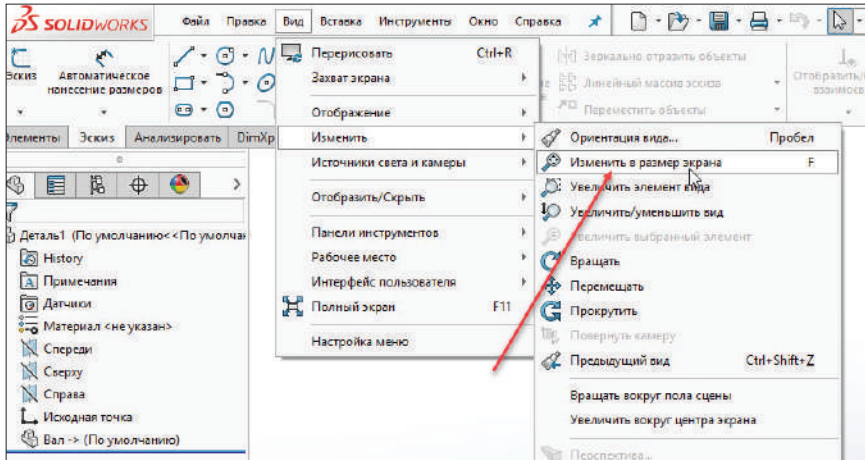 SOLIDWORKS Файл Правка Вид Вставка Инструменты Окно Справка
Эскиз
Автоматическое нанесение размеров
Зеркально отразить объекты
Линейный массив эскиза
Переместить объекты
Элементы Эскиз Анализировать DimXp
Деталь1 (По умолчанию<<По умолчан
History
Примечания
Датчики
Материал <не указан>
Спереди
Сверху
Справа
Исходная точка
Вал -> (По умолчанию)
Перерисовать Ctrl+R
Захват экрана
Отображение
Изменить
Источники света и камеры
Отобразить/Скрыть
Панели инструментов
Рабочее место
Интерфейс пользователя
Полный экран F11
Настройка меню
Ориентация вида... Пробел
Изменить в размер экрана F
Увеличить элемент вида
Увеличить/уменьшить вид
Увеличить выбранный элемент
Вращать
Перемещать
Прокрутить
Повернуть камеру
Предыдущий вид Ctrl+Shift+Z
Вращать вокруг пола сцены
Увеличить вокруг центра экрана
Перспектива...